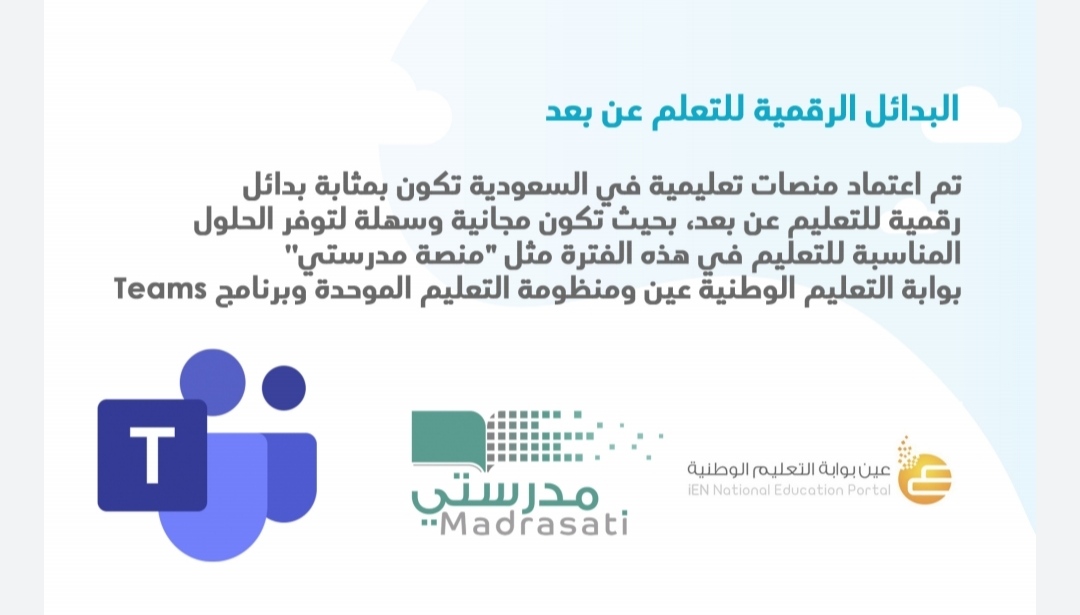 البدائل الرقمية للتعلم عن بعد
تم اعتماد منصات تعليمية في السعودية تكون بمثابة بدائل
رقمية للتعليم عن بعد، بحيث تكون مجانية وسهلة لتوفر الحلول
المناسبة للتعليم في هذه الفترة مثل "منصة مدرستي"
بوابة التعليم الوطنية عين ومنظومة التعليم الموحدة وبرنامج Teams
عين بوابة التعليم الوطنية
iEN National Education Portal
مدرستي
Madrasati
T